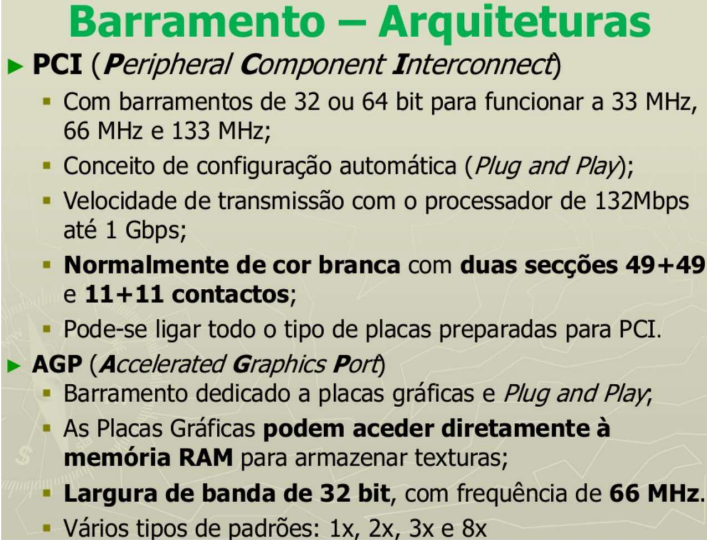 Barramento – Arquiteturas
► PCI (Peripheral Component Interconnect)
▪ Com barramentos de 32 ou 64 bit para funcionar a 33 MHz,
66 MHz e 133 MHz;
▪ Conceito de configuração automática (Plug and Play);
▪ Velocidade de transmissão com o processador de 132Mbps
até 1 Gbps;
▪ Normalmente de cor branca com duas secções 49+49
e 11+11 contactos;
▪ Pode-se ligar todo o tipo de placas preparadas para PCI.
► AGP (Accelerated Graphics Port)
▪ Barramento dedicado a placas gráficas e Plug and Play;
▪ As Placas Gráficas podem aceder diretamente à
memória RAM para armazenar texturas;
▪ Largura de banda de 32 bit, com frequência de 66 MHz.
▪ Vários tipos de padrões: 1x, 2x, 3x e 8x